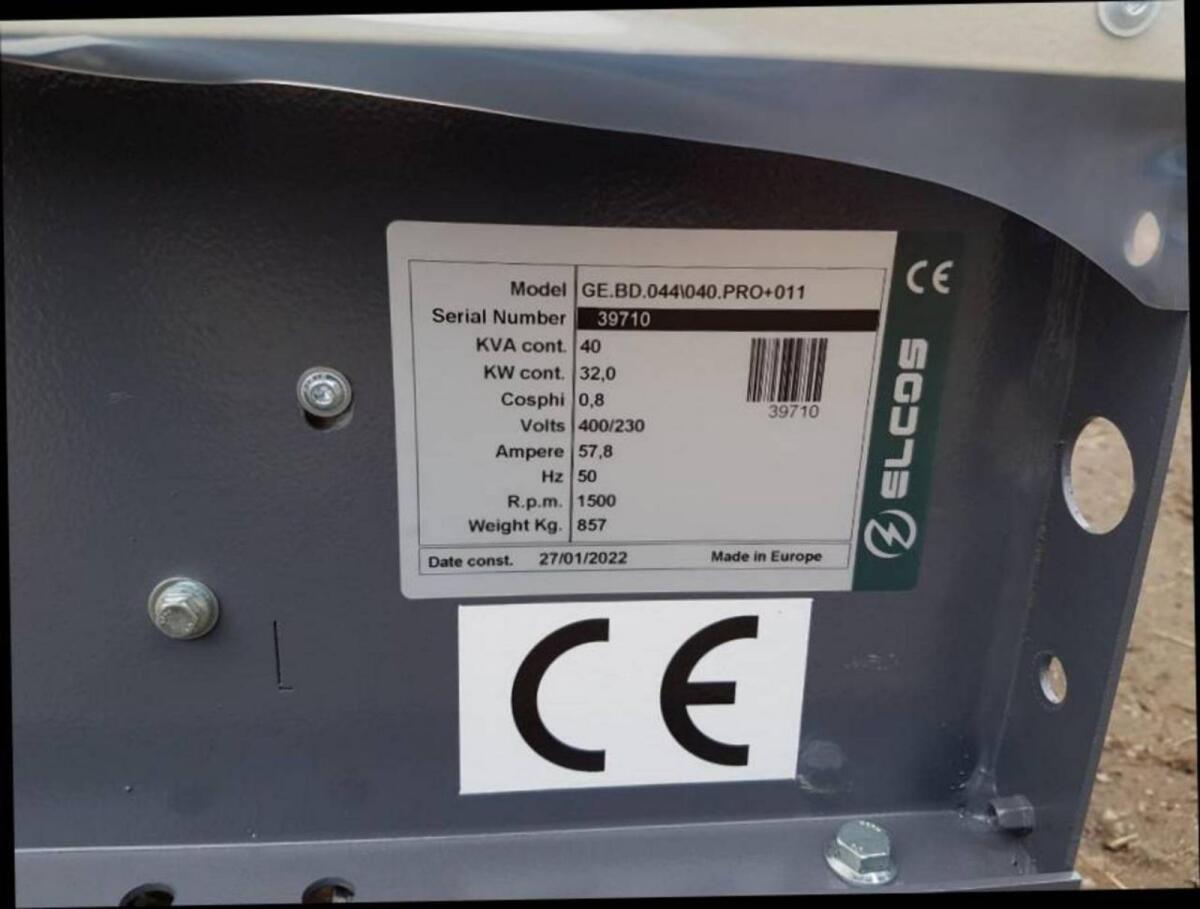 Model GE.BD.044\040.PRO+011
Serial Number 39710
KVA cont. 40
KW cont. 32,0
Cosphi 0,8
Volts 400/230
Ampere 57,8
Hz 50
R.p.m. 1500
Weight Kg. 857
Date const. 27/01/2022 Made in Europe
39710
CE
ELCOS
CE